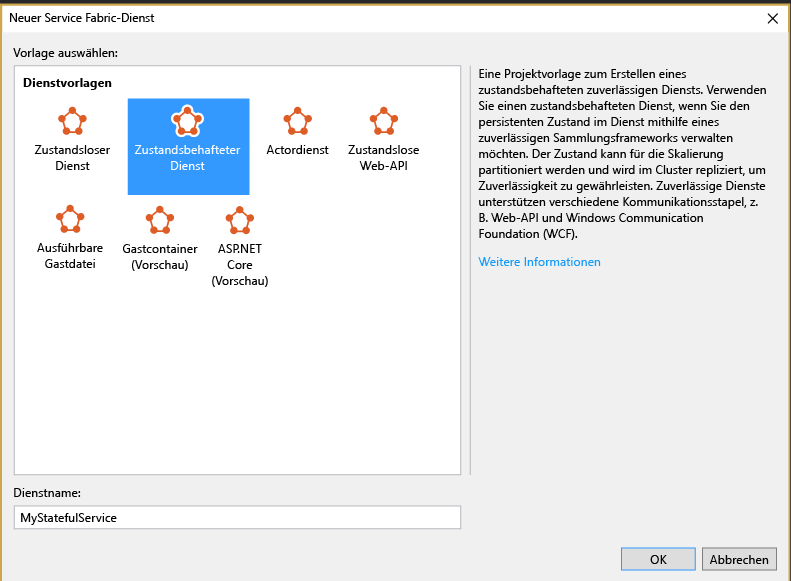 Neuer Service Fabric-Dienst
Vorlage auswählen:
Dienstvorlagen
Zustandsloser
Dienst
Zustandsbehafteter
Dienst
Actordienst
Zustandslose
Web-API
Ausführbare
Gastdatei
Gastcontainer
(Vorschau)
ASP.NET
Core
(Vorschau)
Eine Projektvorlage zum Erstellen eines
zustandsbehafteten zuverlässigen Diensts. Verwenden
Sie einen zustandsbehafteten Dienst, wenn Sie den
persistenten Zustand im Dienst mithilfe eines
zuverlässigen Sammlungsframeworks verwalten
möchten. Der Zustand kann für die Skalierung
partitioniert werden und wird im Cluster repliziert, um
Zuverlässigkeit zu gewährleisten. Zuverlässige Dienste
unterstützen verschiedene Kommunikationsstapel, z.
B. Web-API und Windows Communication
Foundation (WCF).
Weitere Informationen
Dienstname:
MyStatefulService
OK
Abbrechen